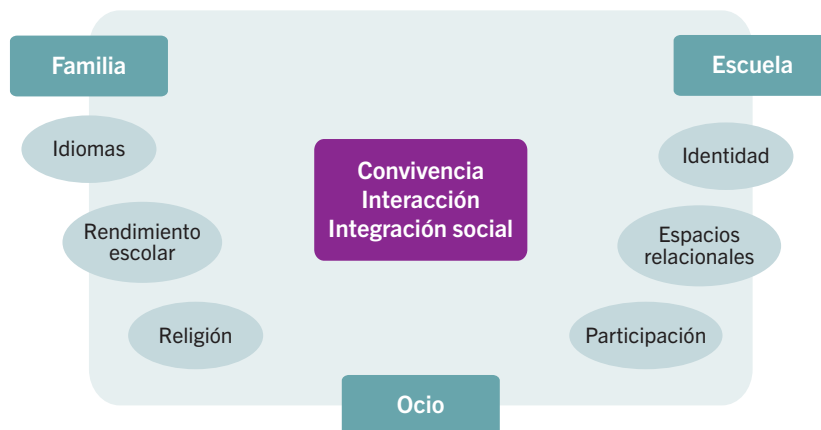 Familia
Escuela
Idiomas
Identidad
Convivencia
Interacción
Integración social
Rendimiento
escolar
Espacios
relacionales
Religión
Participación
Ocio